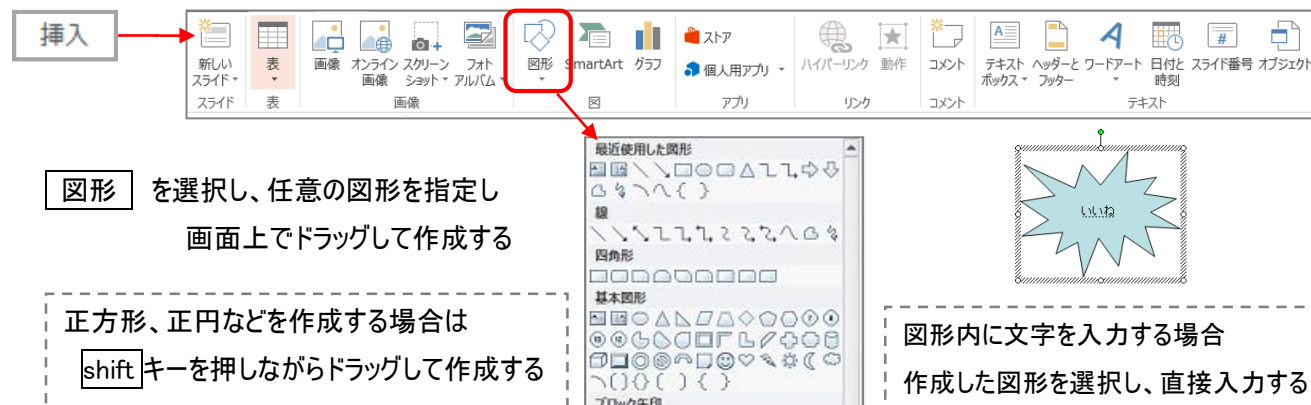 挿入
新しい
スライド
表
画像
オンライン
画像
スクリーン
ショット
フォト
アルバム
図形
SmartArt
グラフ
ストア
個人用アプリ
ハイパーリンク
動作
コメント
テキスト
ボックス
ヘッダーと
フッター
ワードアート
日付と
時刻
スライド番号
オブジェクト
スライド
表
画像
図
アプリ
リンク
コメント
テキスト
最近使用した図形
線
四角形
基本図形
ブロック矢印
図形 を選択し、任意の図形を指定し
画面上でドラッグして作成する
正方形、正円などを作成する場合は
shift キーを押しながらドラッグして作成する
いいね
図形内に文字を入力する場合
作成した図形を選択し、直接入力する